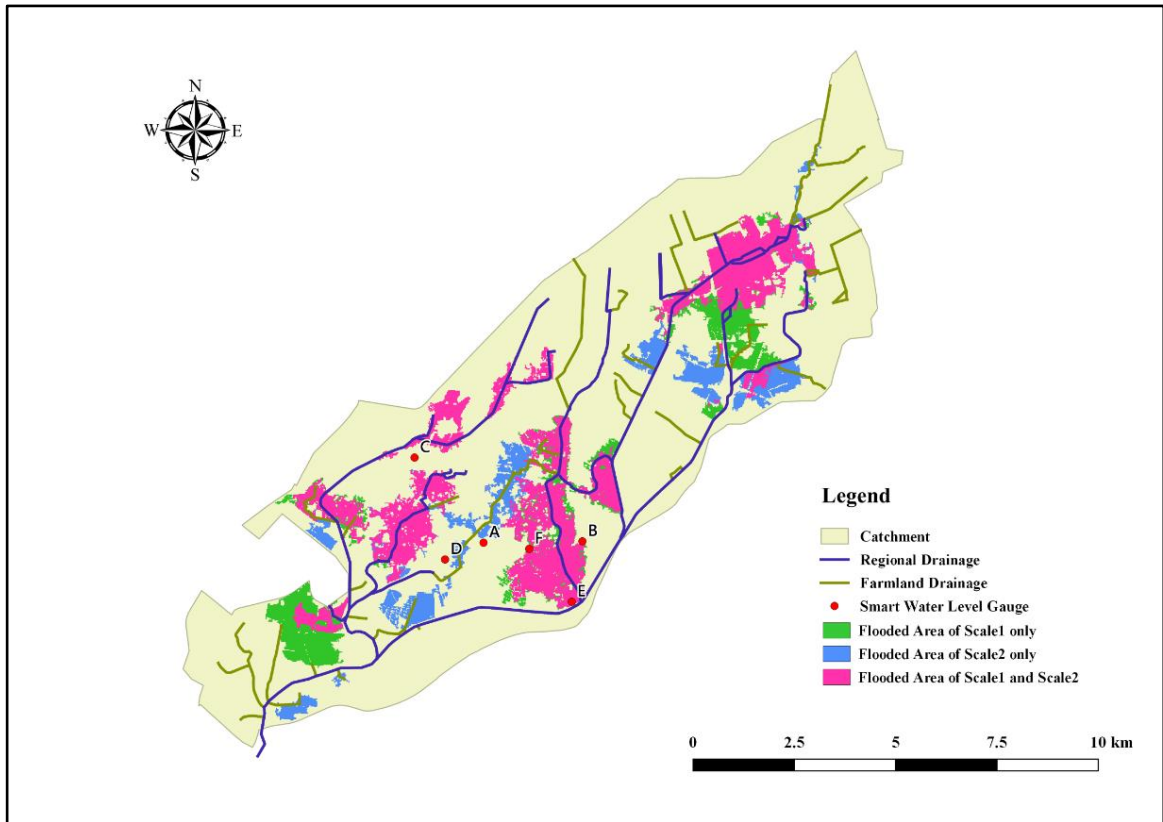 N
W E
S
C
A
B
D
F
E
Legend
Catchment
Regional Drainage
Farmland Drainage
Smart Water Level Gauge
Flooded Area of Scale1 only
Flooded Area of Scale2 only
Flooded Area of Scale1 and Scale2
0 2.5 5 7.5 10 km